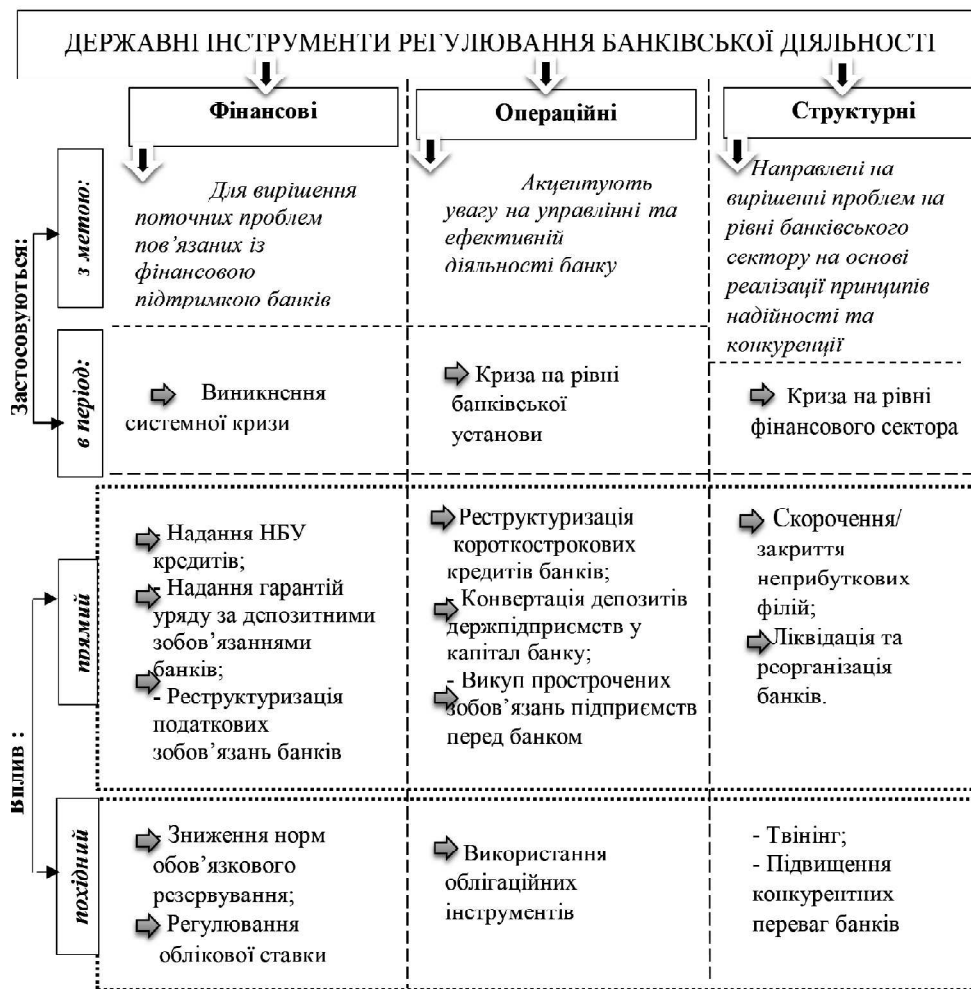 ДЕРЖАВНІ ІНСТРУМЕНТИ РЕГУЛЮВАННЯ БАНКІВСЬКОЇ ДІЯЛЬНОСТІ
Фінансові
Операційні
Структурні
Застосовуються:
з метою:
Для вирішення
поточних проблем
пов’язаних із
фінансовою
підтримкою банків
Акцептують
увагу на управлінні та
ефективній
діяльності банку
Направлені на
вирішенні проблем на
рівні банківського
сектору на основі
реалізації принципів
надійності та
конкуренції
в період:
Виникнення
системної кризи
Криза на рівні
банківської
установи
Криза на рівні
фінансового сектора
Вплив :
прямий
- Надання НБУ
кредитів;
- Надання гарантій
уряду за депозитними
зобов’язаннями
банків;
- Реструктуризація
податкових
зобов’язань банків
Реструктуризація
короткострокових
кредитів банків;
- Конвертація депозитів
держпідприємств у
капітал банку;
- Викуп прострочених
зобов’язань підприємств
перед банком
- Скорочення/
закриття
неприбуткових
філій;
- Ліквідація та
реорганізація
банків.
похідний
- Зниження норм
обов’язкового
резервування;
- Регулювання
облікової ставки
- Використання
облігаційних
інструментів
- Твінінг;
- Підвищення
конкурентних
переваг банків